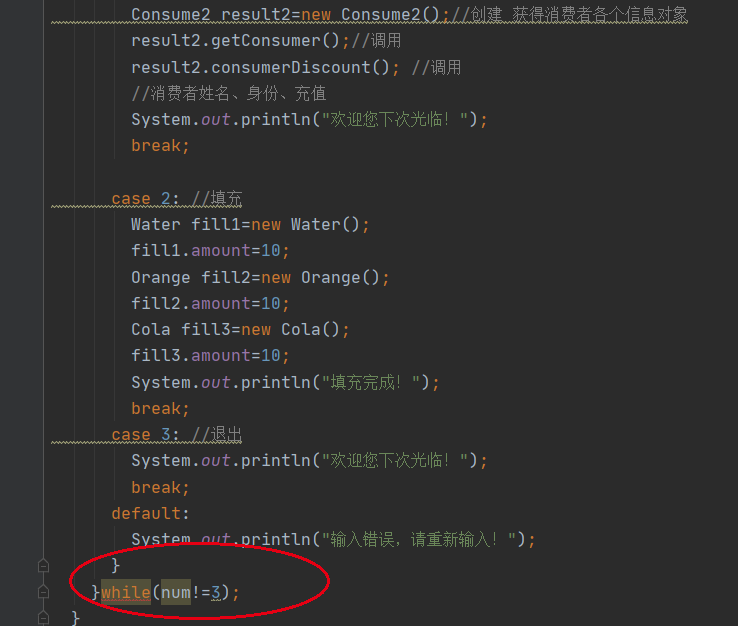 Consume2 result2=new Consume2();//创建 获得消费者各个信息对象
result2.getConsumer();//调用
result2.consumerDiscount(); //调用
//消费者姓名、身份、充值
System.out.println("欢迎您下次光临！");
break;
case 2: //填充
Water fill1=new Water();
fill1.amount=10;
Orange fill2=new Orange();
fill2.amount=10;
Cola fill3=new Cola();
fill3.amount=10;
System.out.println("填充完成！");
break;
case 3: //退出
System.out.println("欢迎您下次光临！");
break;
default:
System.out.println("输入错误，请重新输入！");
}
}while(num!=3);
}